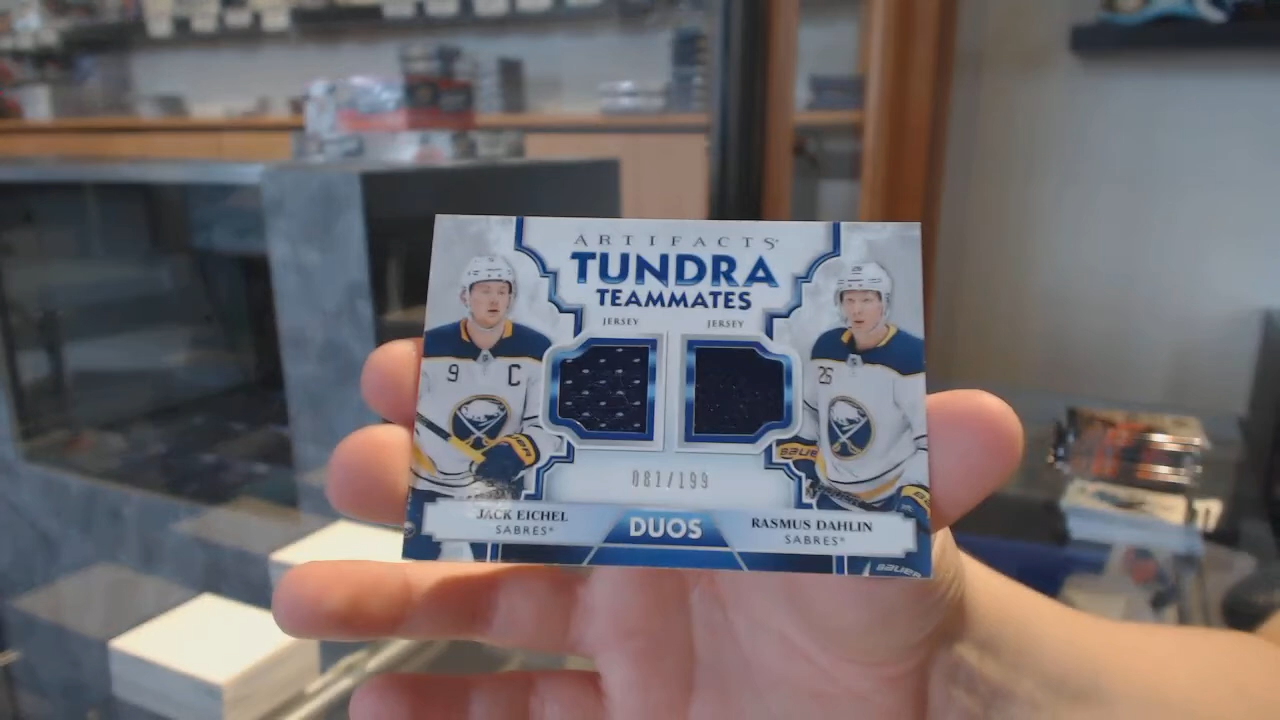 ARTIFACTS
TUNDRA
TEAMMATES
JERSEY JERSEY
9 C
26
BAUER
081/199
JACK EICHEL
SABRES
DUOS
RASMUS DAHLIN
SABRES
BAUER